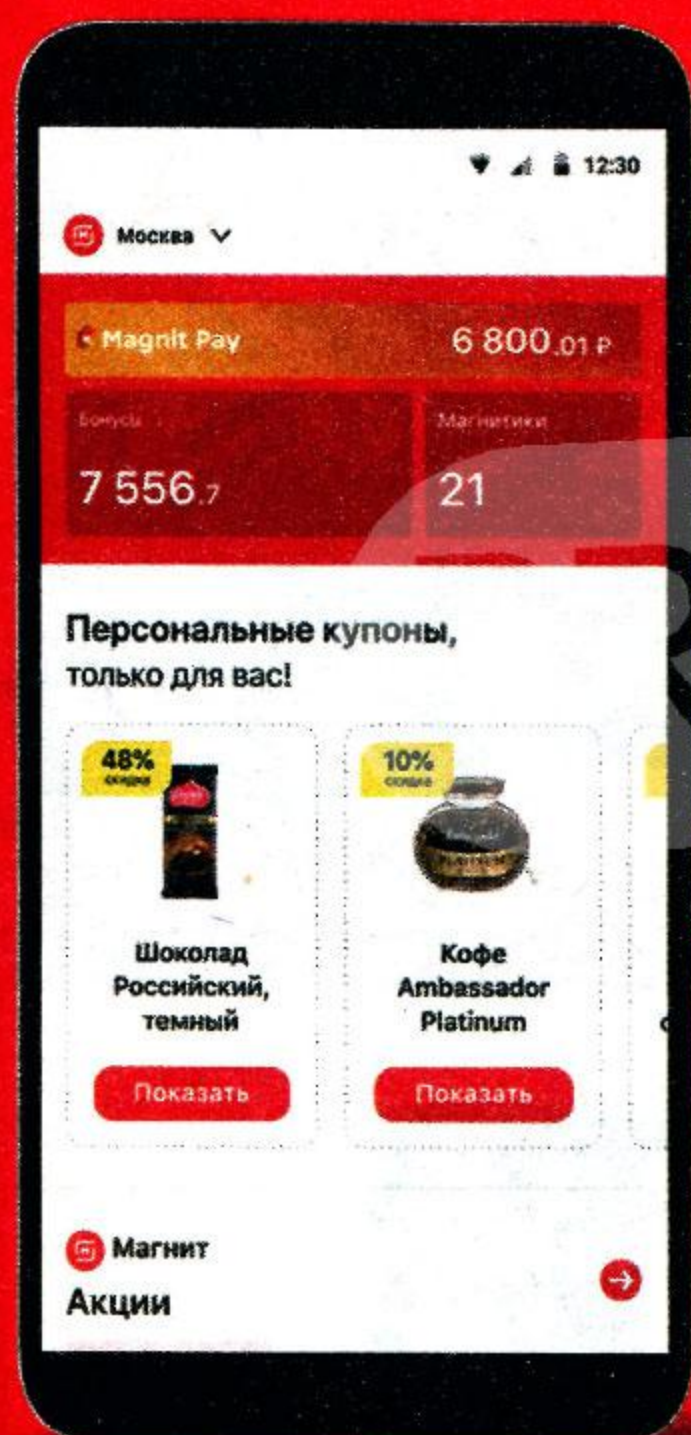 12:30
Москва
Magnit Pay 6 800.01 ₽
Бонусы Магнитики
7 556.7 21
Персональные купоны,
только для вас!
48% 10%
скидка скидка
PLATINUM
Шоколад Кофе
Российский, Ambassador
темный Platinum
Показать Показать
Магнит
Акции